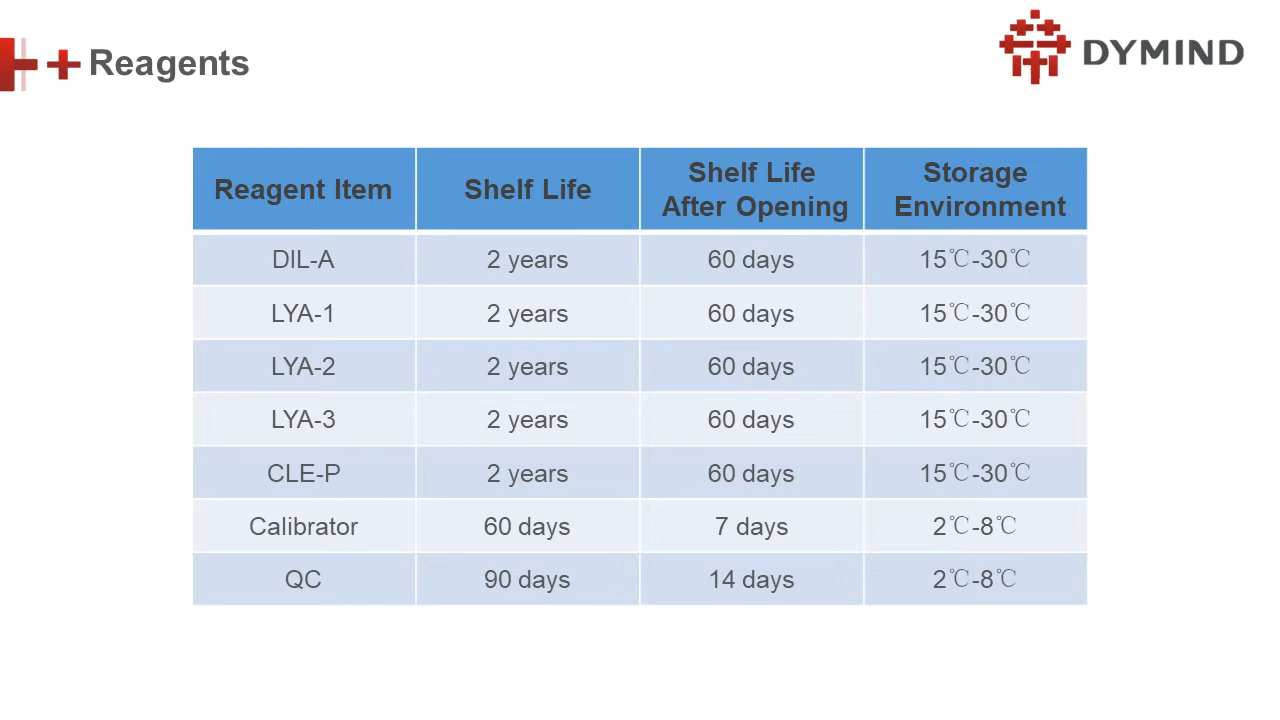 Reagents
DYMIND
Reagent Item Shelf Life Shelf Life After Opening Storage Environment
DIL-A 2 years 60 days 15℃-30℃
LYA-1 2 years 60 days 15℃-30℃
LYA-2 2 years 60 days 15℃-30℃
LYA-3 2 years 60 days 15℃-30℃
CLE-P 2 years 60 days 15℃-30℃
Calibrator 60 days 7 days 2℃-8℃
QC 90 days 14 days 2℃-8℃